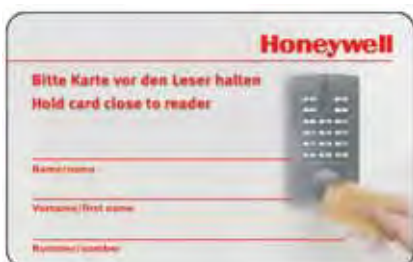 Honeywell
Bitte Karte vor den Leser halten
Hold card close to reader
Name/name
Vorname/first name
Nummer/number